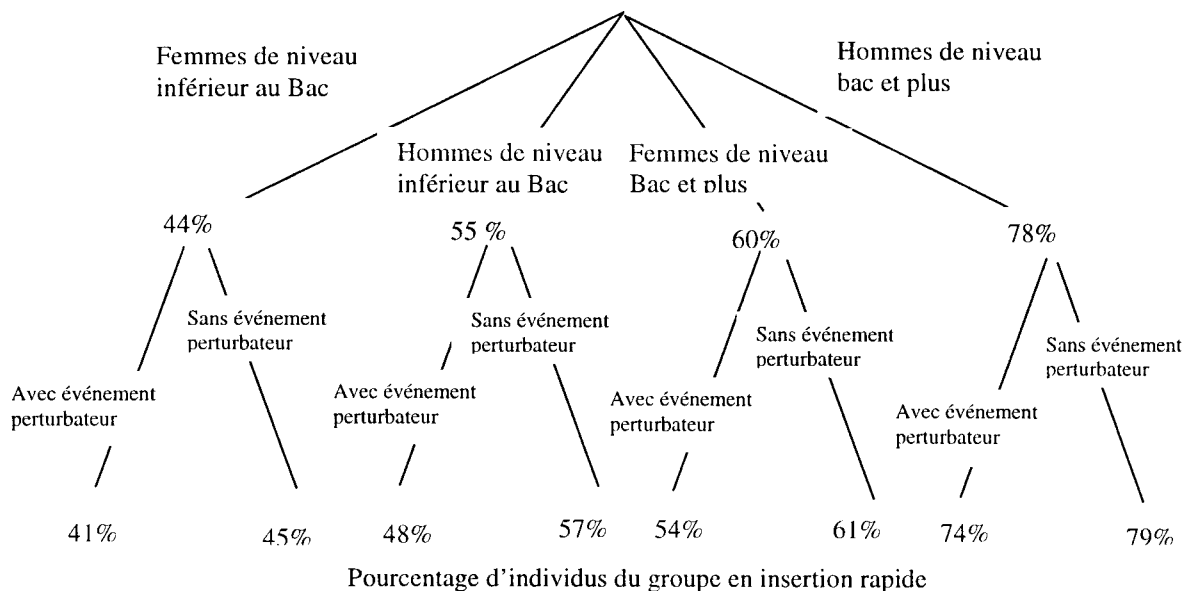 Femmes de niveau
inférieur au Bac
Hommes de niveau
bac et plus
Hommes de niveau
inférieur au Bac
Femmes de niveau
Bac et plus
44%
55 %
60%
78%
Sans événement
perturbateur
Sans événement
perturbateur
Sans événement
perturbateur
Sans événement
perturbateur
Avec événement
perturbateur
Avec événement
perturbateur
Avec événement
perturbateur
Avec événement
perturbateur
41%
45%
48%
57%
54%
61%
74%
79%
Pourcentage d'individus du groupe en insertion rapide